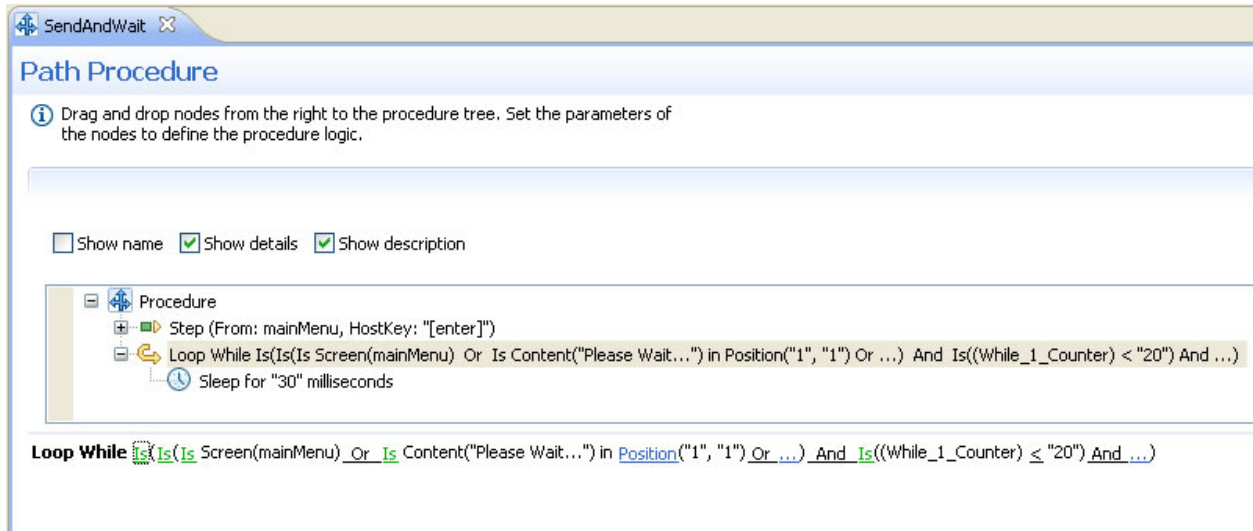 SendAndWait
Path Procedure
Drag and drop nodes from the right to the procedure tree. Set the parameters of
the nodes to define the procedure logic.
Show name Show details Show description
Procedure
Step (From: mainMenu, HostKey: "[enter]")
Loop While Is(Is(Is Screen(mainMenu) Or Is Content("Please Wait...") in Position("1", "1") Or ...) And Is((While_1_Counter) < "20") And ...)
Sleep for "30" milliseconds
Loop While Is(Is(Is Screen(mainMenu) Or Is Content("Please Wait...") in Position("1", "1") Or ...) And Is((While_1_Counter) < "20") And ...)